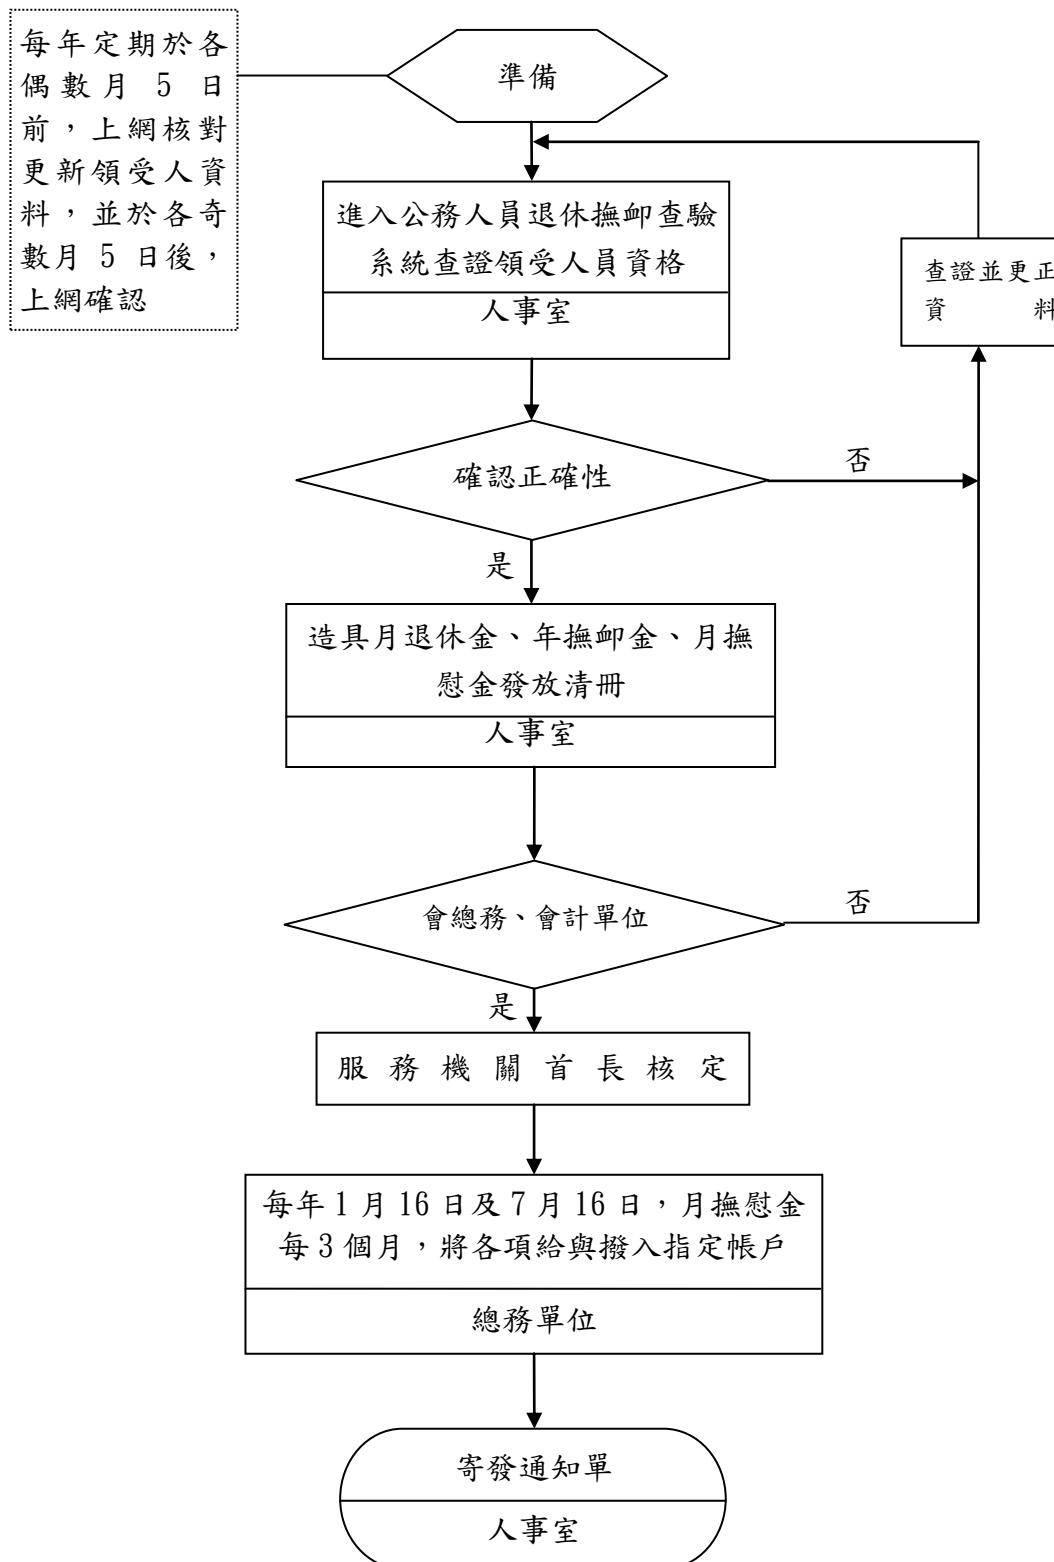 每年定期於各
偶數月 5 日
前，上網核對
更新領受人資
料，並於各奇
數月 5 日後，
上網確認
準備
進入公務人員退休撫卹查驗
系統查證領受人員資格
人事室
查證並更正
資 料
確認正確性
否
是
造具月退休金、年撫卹金、月撫
慰金發放清冊
人事室
會總務、會計單位
否
是
服 務 機 關 首 長 核 定
每年 1 月 16 日及 7 月 16 日，月撫慰金
每 3 個月，將各項給與撥入指定帳戶
總務單位
寄發通知單
人事室